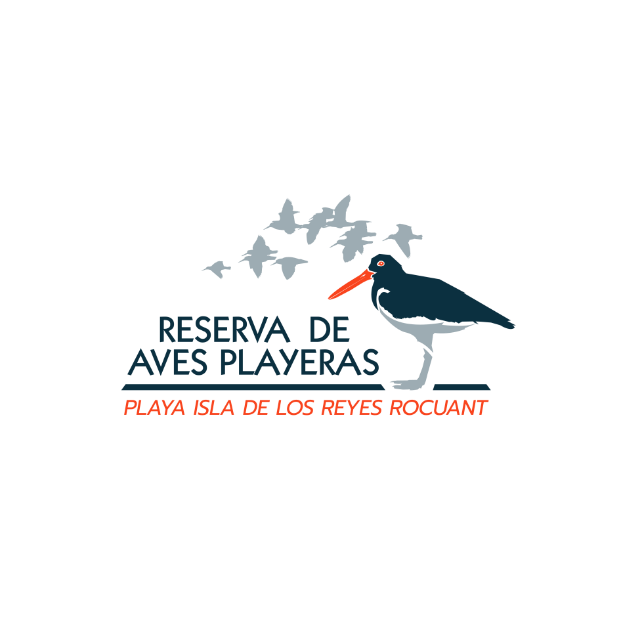 RESERVA DE
AVES PLAYERAS
PLAYA ISLA DE LOS REYES ROCUANT